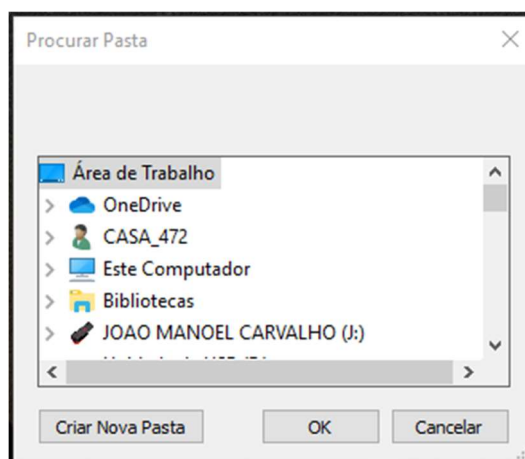 Procurar Pasta
Área de Trabalho
OneDrive
CASA_472
Este Computador
Bibliotecas
JOAO MANOEL CARVALHO (J:)
Criar Nova Pasta
OK
Cancelar